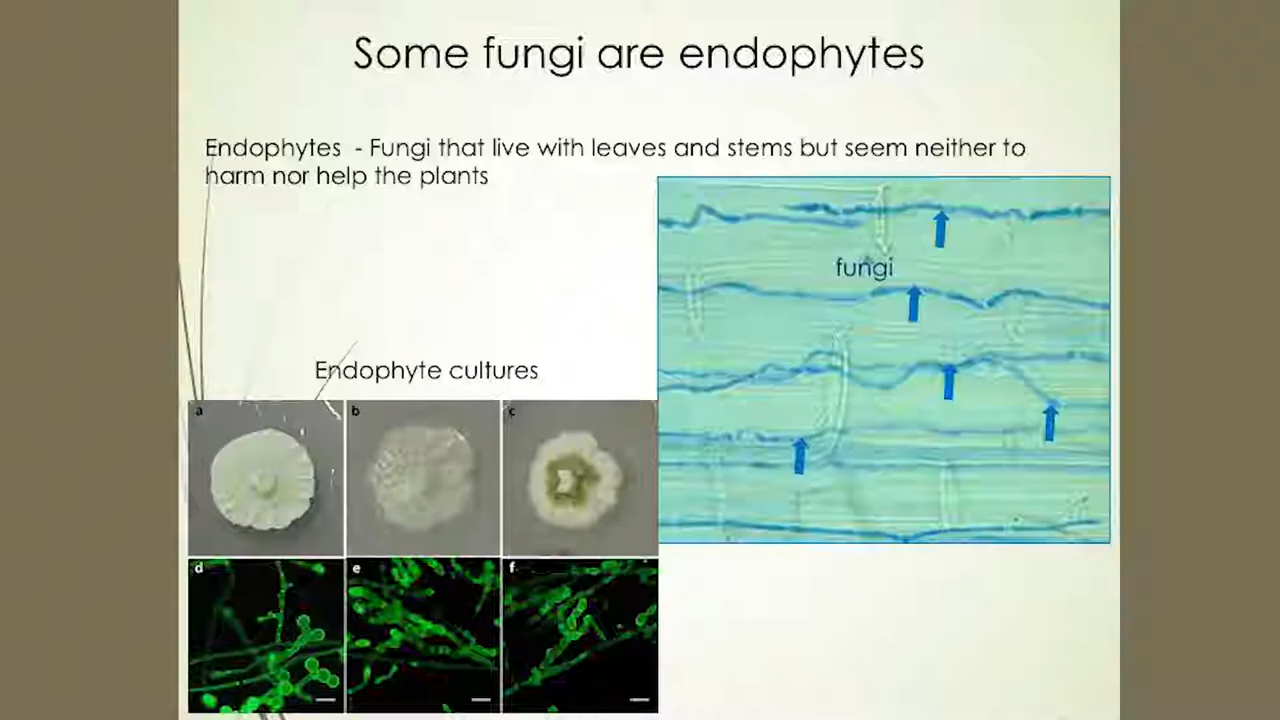 Some fungi are endophytes
Endophytes - Fungi that live with leaves and stems but seem neither to
harm nor help the plants
fungi
Endophyte cultures
a
b
c
d
e
f